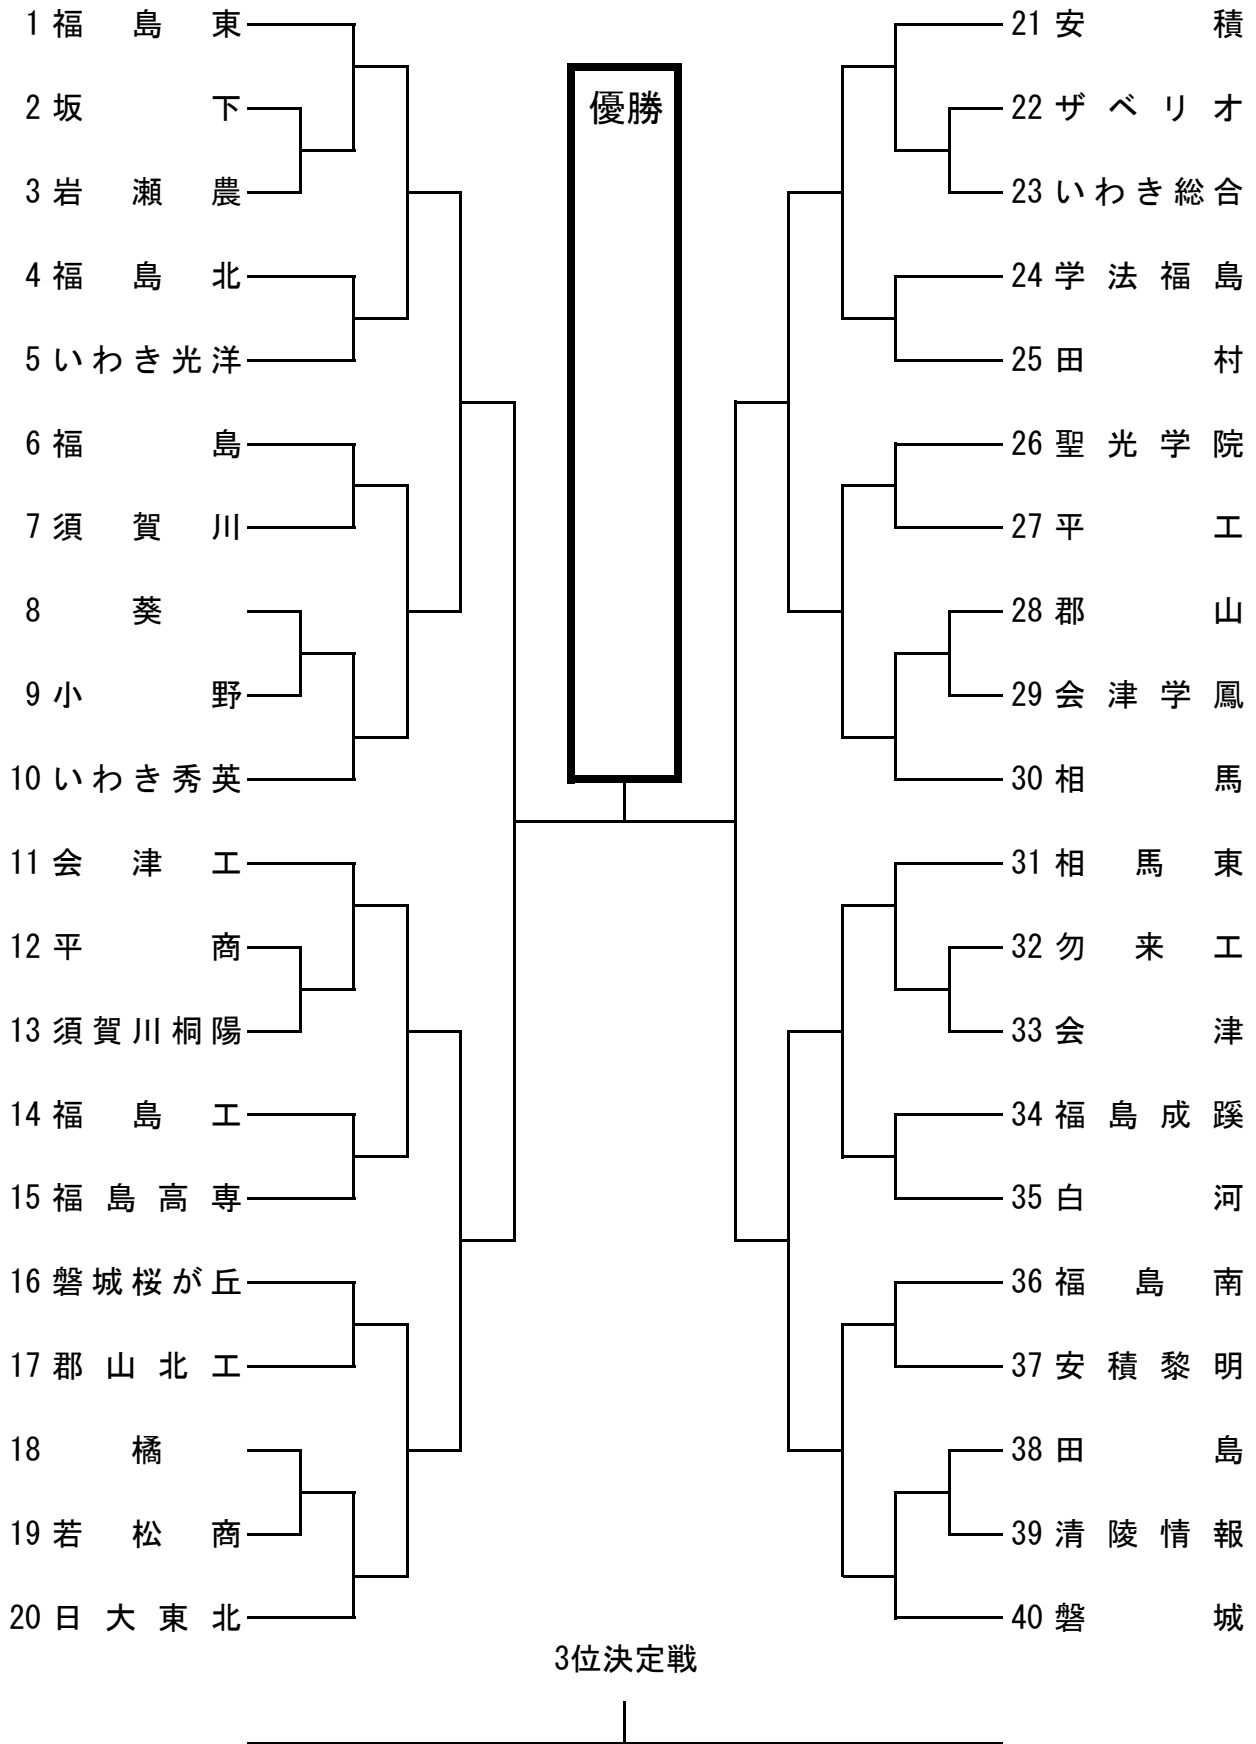 1 福島東
2 坂下
3 岩瀬農
4 福島北
5 いわき光洋
6 福島
7 須賀川
8 葵
9 小野
10 いわき秀英
11 会津工
12 平商
13 須賀川桐陽
14 福島工
15 福島高専
16 磐城桜が丘
17 郡山北工
18 橘
19 若松商
20 日大東北
優勝
21 安積
22 ザベリオ
23 いわき総合
24 学法福島
25 田村
26 聖光学院
27 平工
28 郡山
29 会津学鳳
30 相馬
31 相馬東
32 勿来工
33 会津
34 福島成蹊
35 白河
36 福島南
37 安積黎明
38 田島
39 清陵情報
40 磐城
3位決定戦